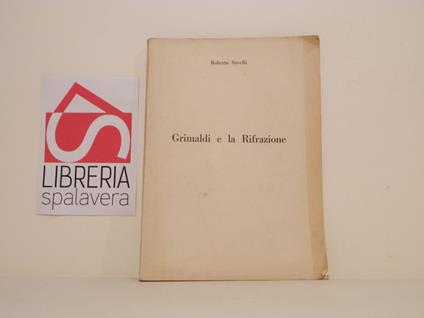 Roberto Savelli
Grimaldi e la Rifrazione
LIBRERIA
spalavera